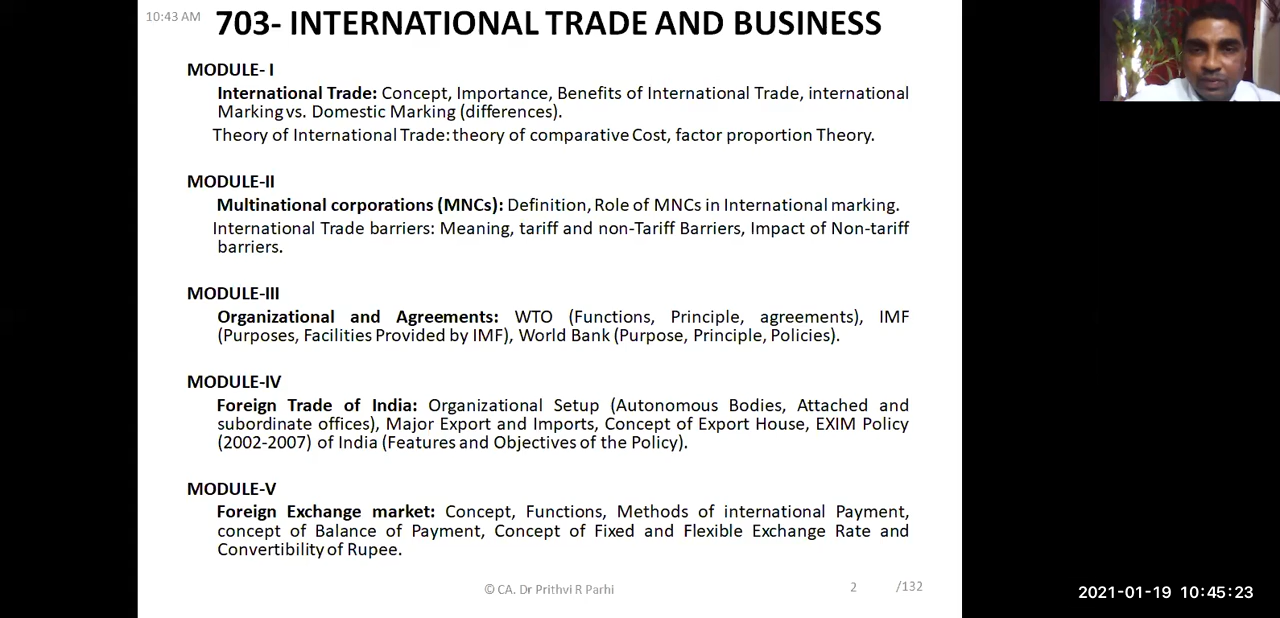 10:43 AM
703- INTERNATIONAL TRADE AND BUSINESS
MODULE- I
International Trade: Concept, Importance, Benefits of International Trade, international
Marking vs. Domestic Marking (differences).
Theory of International Trade: theory of comparative Cost, factor proportion Theory.
MODULE-II
Multinational corporations (MNCs): Definition, Role of MNCs in International marking.
International Trade barriers: Meaning, tariff and non-Tariff Barriers, Impact of Non-tariff
barriers.
MODULE-III
Organizational and Agreements: WTO (Functions, Principle, agreements), IMF
(Purposes, Facilities Provided by IMF), World Bank (Purpose, Principle, Policies).
MODULE-IV
Foreign Trade of India: Organizational Setup (Autonomous Bodies, Attached and
subordinate offices), Major Export and Imports, Concept of Export House, EXIM Policy
(2002-2007) of India (Features and Objectives of the Policy).
MODULE-V
Foreign Exchange market: Concept, Functions, Methods of international Payment,
concept of Balance of Payment, Concept of Fixed and Flexible Exchange Rate and
Convertibility of Rupee.
© CA. Dr Prithvi R Parhi
2 /132
2021-01-19 10:45:23